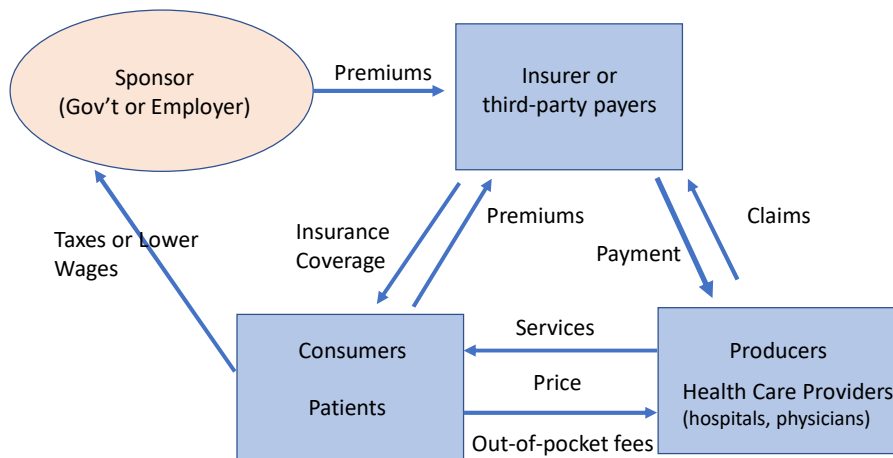 Sponsor
(Gov’t or Employer)
Premiums
Insurer or
third-party payers
Taxes or Lower
Wages
Insurance
Coverage
Premiums
Payment
Claims
Consumers
Patients
Services
Price
Out-of-pocket fees
Producers
Health Care Providers
(hospitals, physicians)